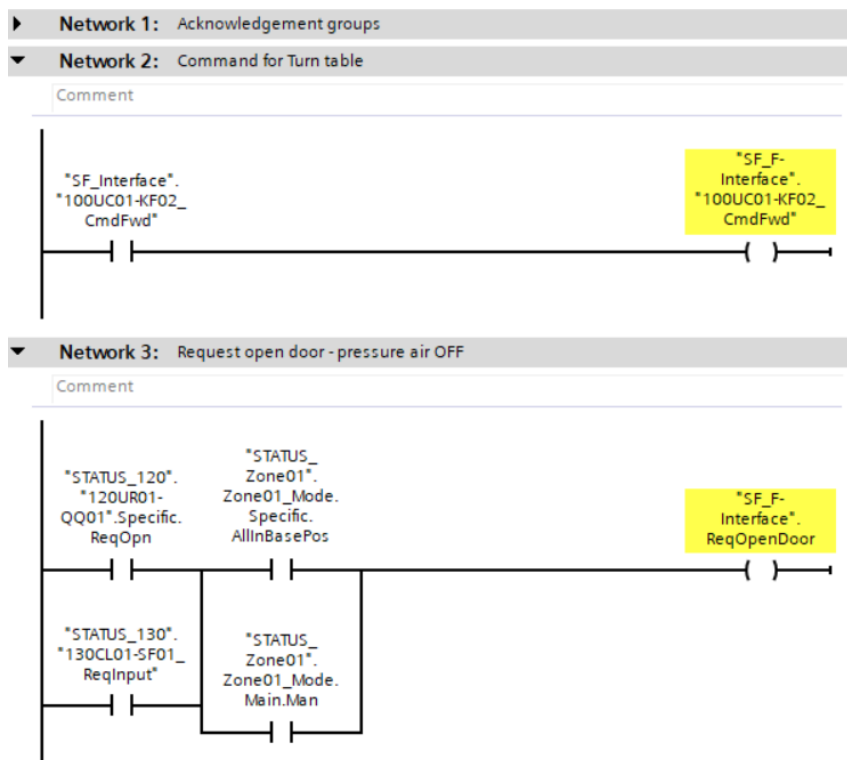 Network 1: Acknowledgement groups
Network 2: Command for Turn table
Comment
"SF_Interface".
"100UC01-KF02_
CmdFwd"
"SF_F-
Interface".
"100UC01-KF02_
CmdFwd"
Network 3: Request open door - pressure air OFF
Comment
"STATUS_120".
"120UR01-
QQ01".Specific.
ReqOpn
"STATUS_
Zone01".
Zone01_Mode.
Specific.
AllInBasePos
"SF_F-
Interface".
ReqOpenDoor
"STATUS_130".
"130CL01-SF01_
ReqInput"
"STATUS_
Zone01".
Zone01_Mode.
Main.Man